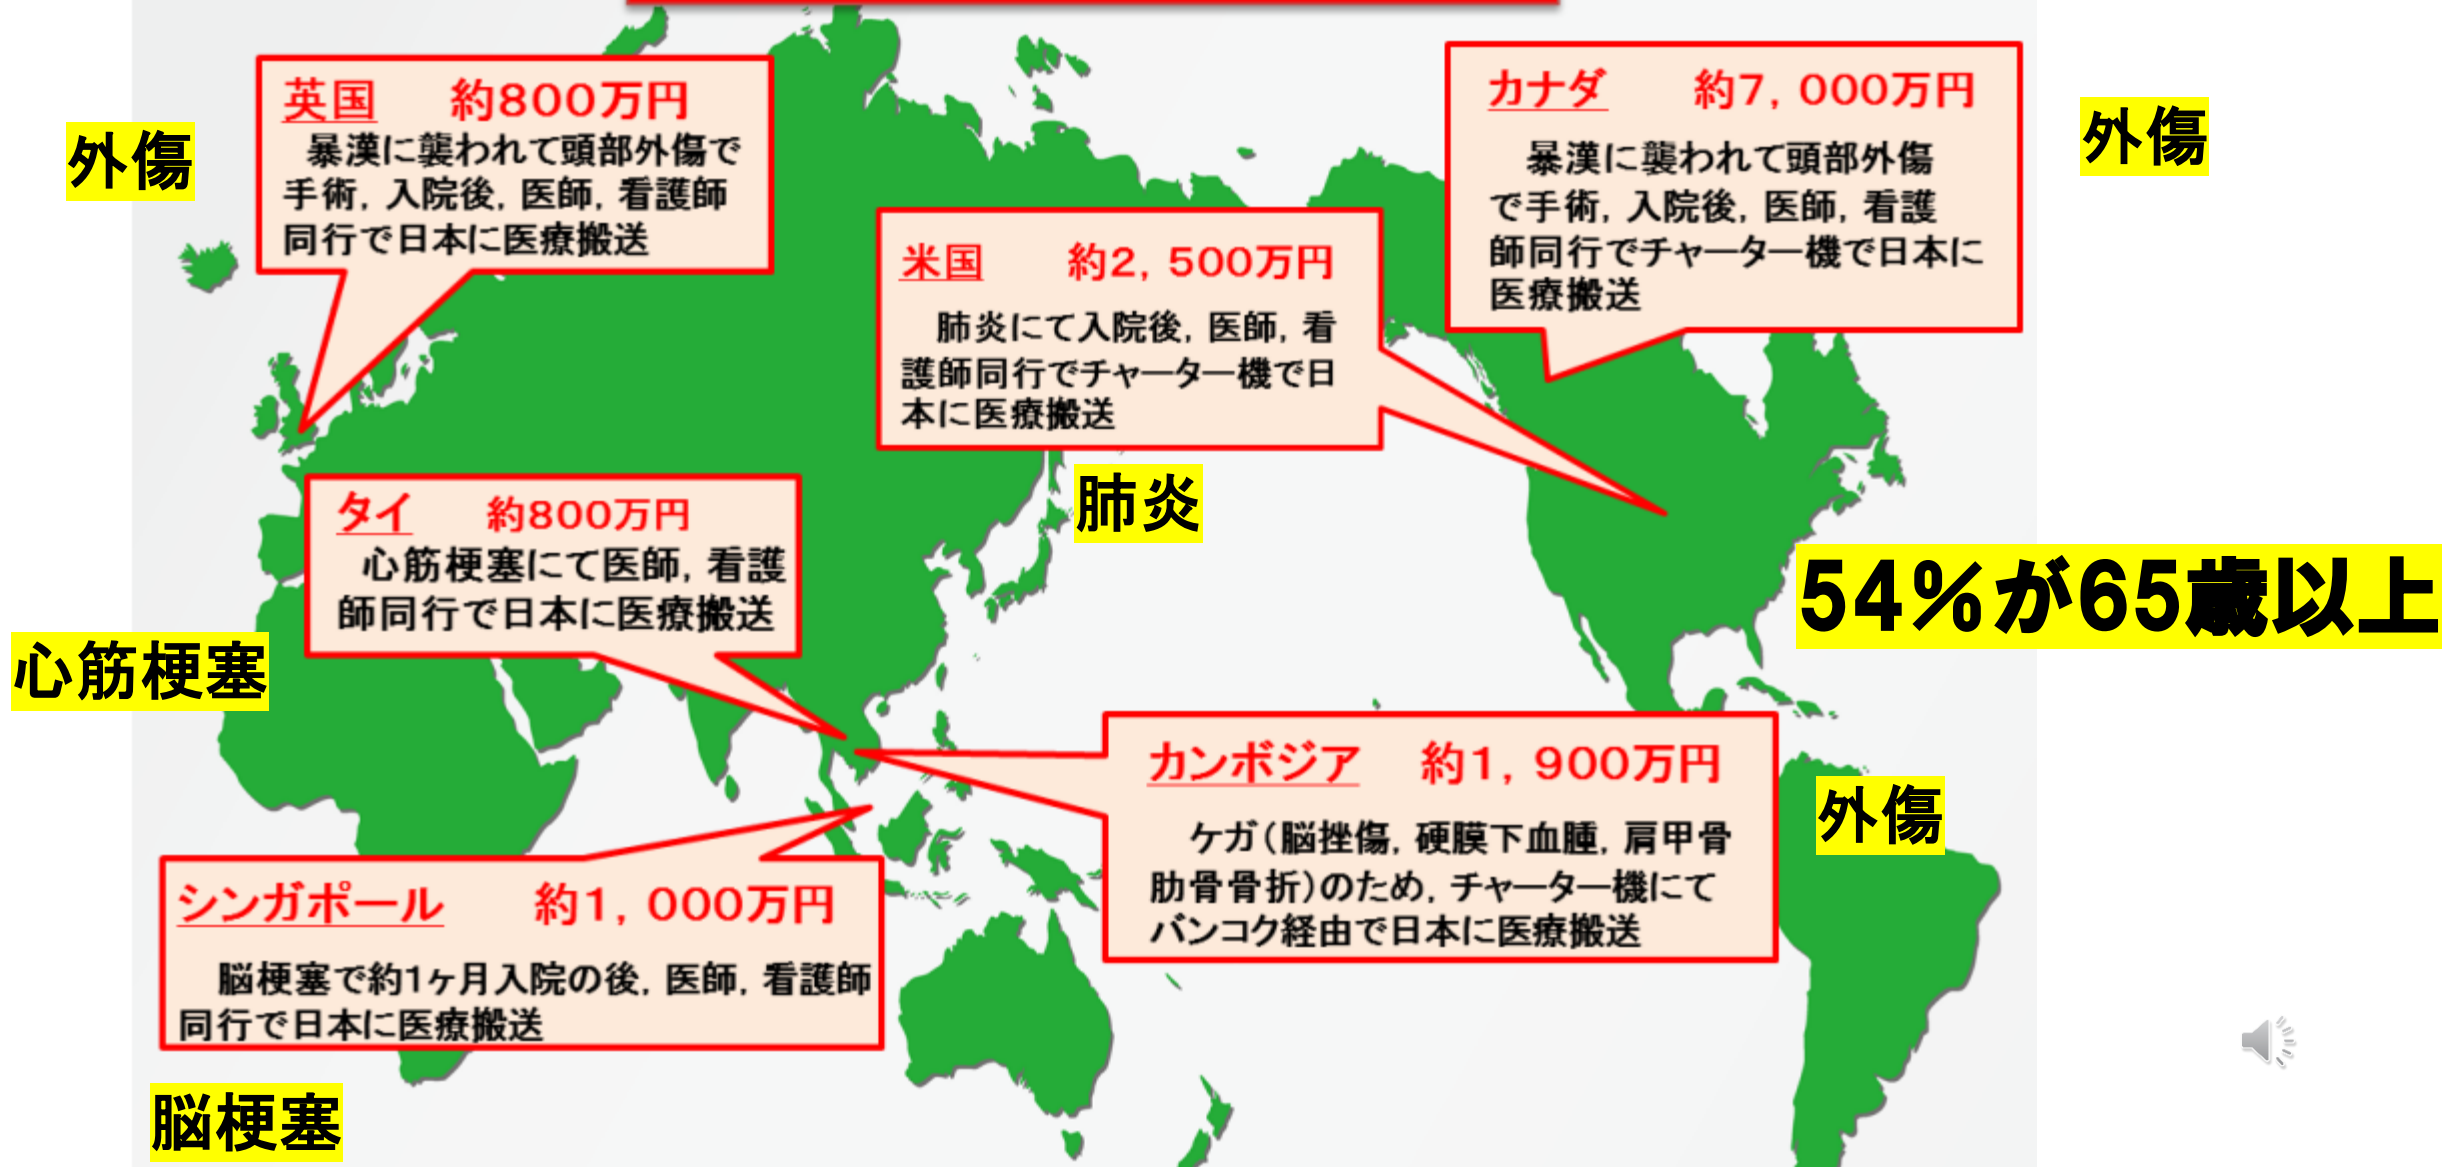 外傷
英国　　約800万円
暴漢に襲われて頭部外傷で
手術，入院後，医師，看護師
同行で日本に医療搬送
カナダ　　約7，000万円
暴漢に襲われて頭部外傷
で手術，入院後，医師，看護
師同行でチャーター機で日本に
医療搬送
外傷
米国　　約2，500万円
肺炎にて入院後，医師，看
護師同行でチャーター機で日
本に医療搬送
肺炎
タイ　　約800万円
心筋梗塞にて医師，看護
師同行で日本に医療搬送
心筋梗塞
54%が65歳以上
カンボジア　約1，900万円
ケガ（脳挫傷，硬膜下血腫，肩甲骨
肋骨骨折）のため，チャーター機にて
バンコク経由で日本に医療搬送
外傷
シンガポール　　約1，000万円
脳梗塞で約1ヶ月入院の後，医師，看護師
同行で日本に医療搬送
脳梗塞